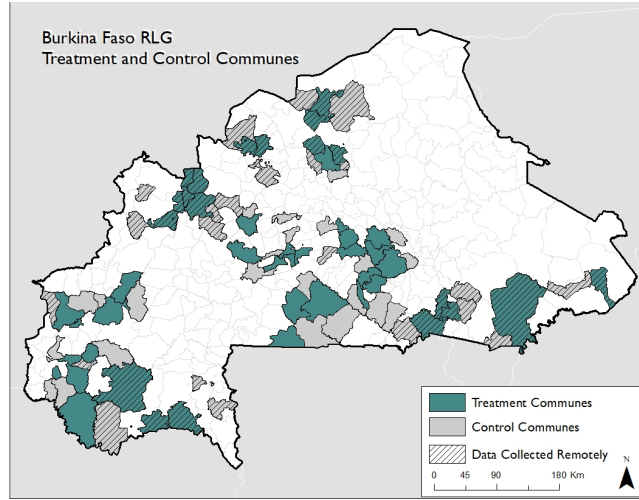 Burkina Faso RLG
Treatment and Control Communes
Treatment Communes
Control Communes
Data Collected Remotely
N
0 45 90 180 Km